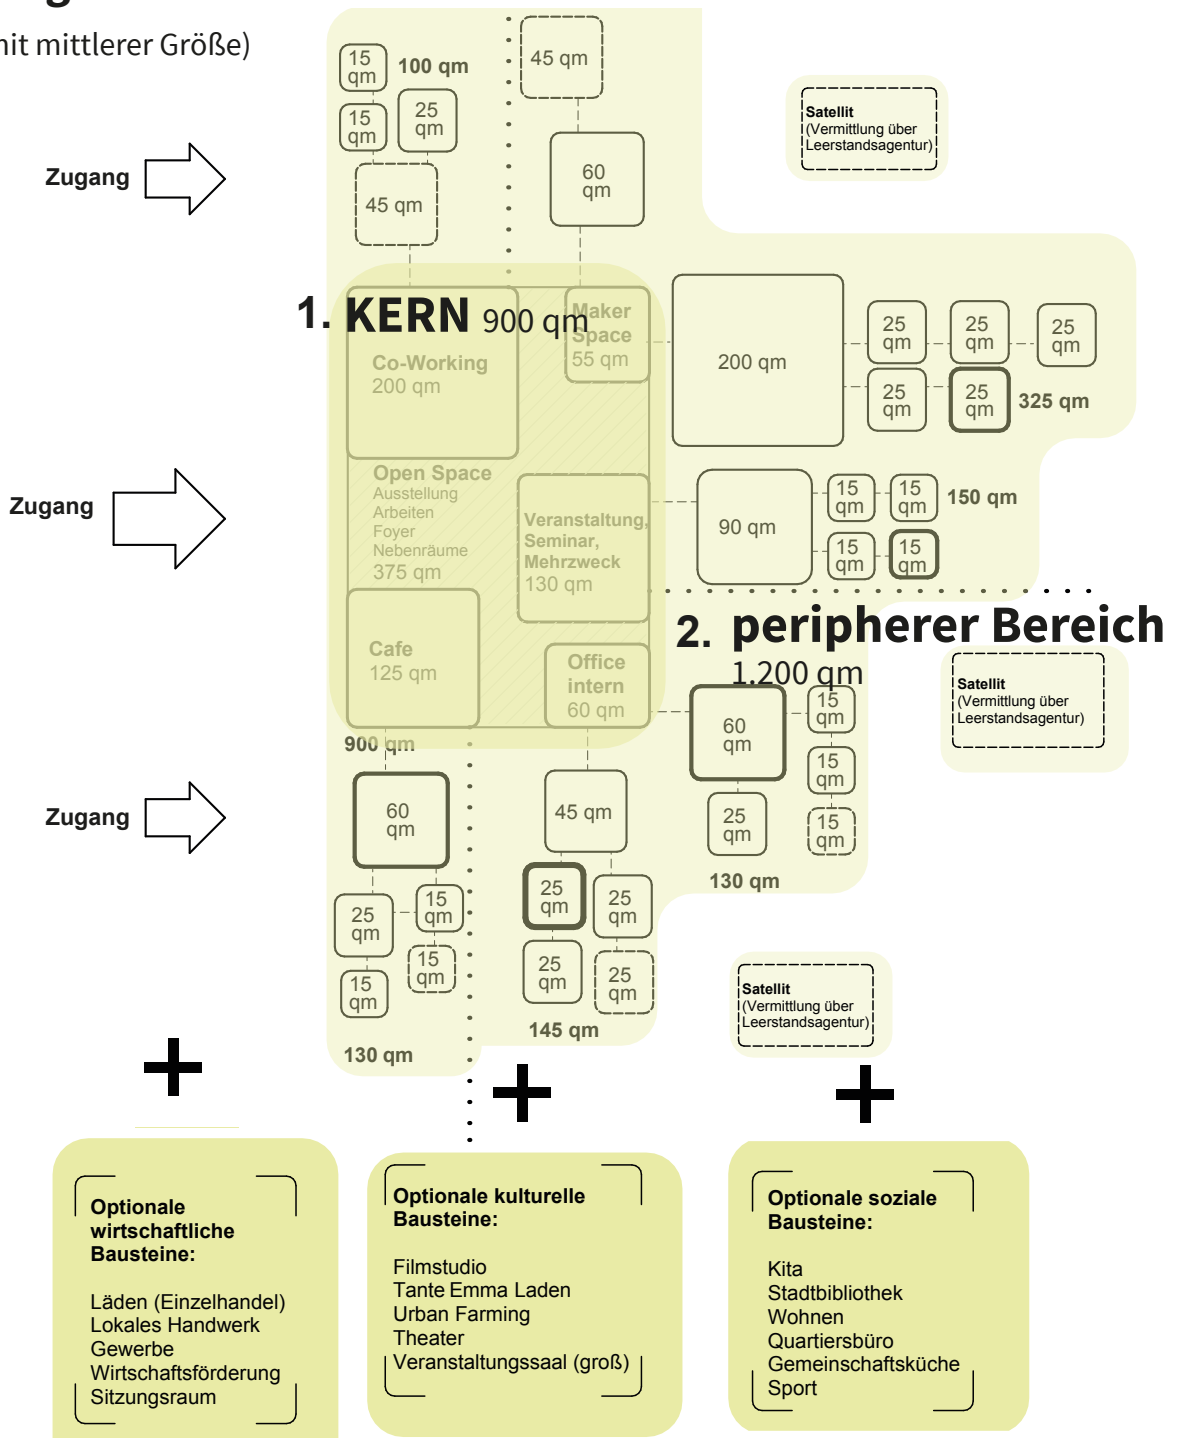 mit mittlerer Größe)
15
qm
100 qm
15
qm
25
qm
45 qm
45 qm
60
qm
Satellit
(Vermittlung über
Leerstandsagentur)
Zugang
1. KERN 900 qm
Co-Working
200 qm
Maker
Space
55 qm
200 qm
25
qm
25
qm
25
qm
25
qm
25
qm
325 qm
Zugang
Open Space
Ausstellung
Arbeiten
Foyer
Nebenräume
375 qm
Veranstaltung,
Seminar,
Mehrzweck
130 qm
90 qm
15
qm
15
qm
150 qm
15
qm
15
qm
2. peripherer Bereich
1.200 qm
Cafe
125 qm
Office
intern
60 qm
900 qm
60
qm
15
qm
15
qm
15
qm
25
qm
130 qm
Satellit
(Vermittlung über
Leerstandsagentur)
Zugang
60
qm
25
qm
15
qm
15
qm
15
qm
130 qm
45 qm
25
qm
25
qm
25
qm
25
qm
145 qm
Satellit
(Vermittlung über
Leerstandsagentur)
+
+
+
Optionale
wirtschaftliche
Bausteine:
Läden (Einzelhandel)
Lokales Handwerk
Gewerbe
Wirtschaftsförderung
Sitzungsraum
Optionale kulturelle
Bausteine:
Filmstudio
Tante Emma Laden
Urban Farming
Theater
Veranstaltungssaal (groß)
Optionale soziale
Bausteine:
Kita
Stadtbibliothek
Wohnen
Quartiersbüro
Gemeinschaftsküche
Sport